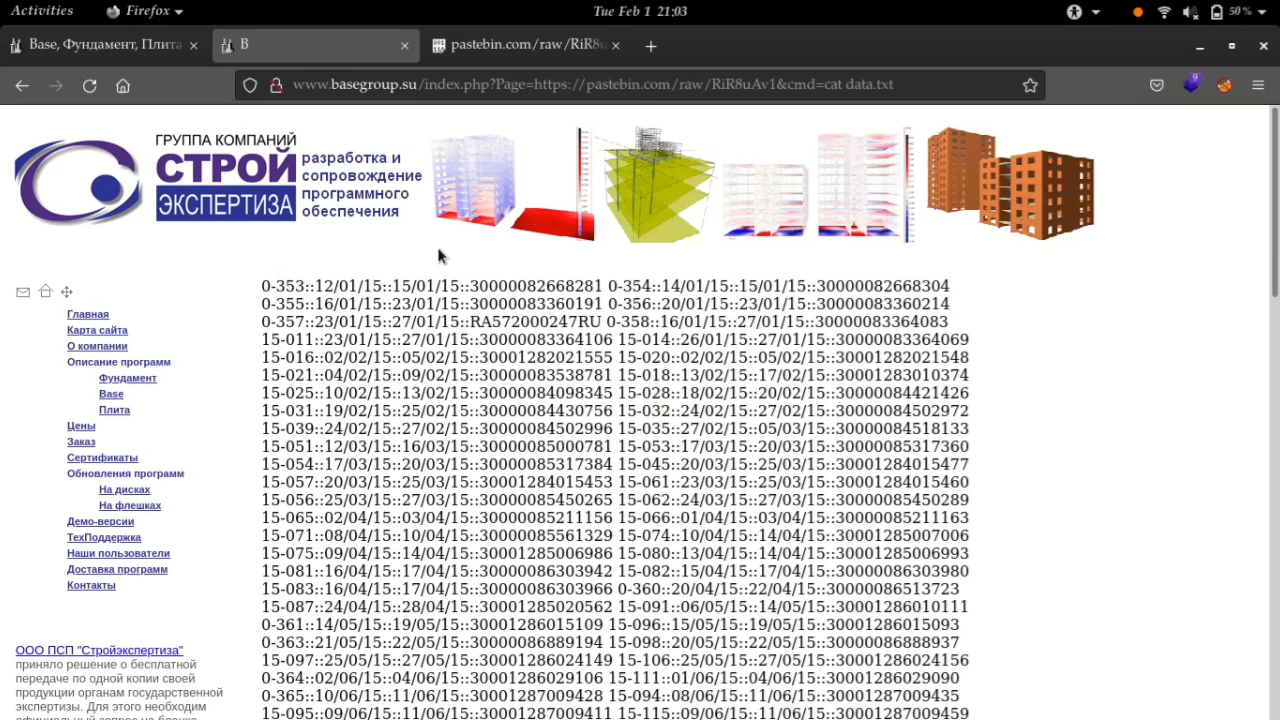 Activities Firefox Tue Feb 1 21:03 50 %
Base, Фундамент, Плита B pastebin.com/raw/RiR8u
www.basegroup.su/index.php?Page=https://pastebin.com/raw/RiR8uAv1&cmd=cat data.txt 9
ГРУППА КОМПАНИЙ
СТРОЙ
ЭКСПЕРТИЗА
разработка и
сопровождение
программного
обеспечения
Главная
Карта сайта
О компании
Описание программ
Фундамент
Base
Плита
Цены
Заказ
Сертификаты
Обновления программ
На дисках
На флешках
Демо-версии
ТехПоддержка
Наши пользователи
Доставка программ
Контакты
ООО ПСП "Стройэкспертиза"
приняло решение о бесплатной
передаче по одной копии своей
продукции органам государственной
экспертизы. Для этого необходим
официальный запрос на бланке
0-353::12/01/15::15/01/15::30000082668281 0-354::14/01/15::15/01/15::30000082668304
0-355::16/01/15::23/01/15::30000083360191 0-356::20/01/15::23/01/15::30000083360214
0-357::23/01/15::27/01/15::RA572000247RU 0-358::16/01/15::27/01/15::30000083364083
15-011::23/01/15::27/01/15::30000083364106 15-014::26/01/15::27/01/15::30000083364069
15-016::02/02/15::05/02/15::30001282021555 15-020::02/02/15::05/02/15::30001282021548
15-021::04/02/15::09/02/15::30000083783781 15-018::13/02/15::17/02/15::30001283010374
15-025::10/02/15::13/02/15::30000084098345 15-028::18/02/15::20/02/15::30000084421426
15-031::19/02/15::25/02/15::30000084430756 15-032::24/02/15::27/02/15::30000084502972
15-039::24/02/15::27/02/15::30000084502996 15-035::27/02/15::05/03/15::30000084518133
15-051::12/03/15::16/03/15::30000085000781 15-053::17/03/15::20/03/15::30000085317360
15-054::17/03/15::20/03/15::30000085317384 15-045::20/03/15::25/03/15::30001284015477
15-057::20/03/15::25/03/15::30001284015453 15-061::23/03/15::25/03/15::30001284015460
15-056::25/03/15::27/03/15::30000085450265 15-062::24/03/15::27/03/15::30000085450289
15-065::02/04/15::03/04/15::30000085211156 15-066::01/04/15::03/04/15::30000085211163
15-071::08/04/15::10/04/15::30000085561329 15-074::10/04/15::14/04/15::30001285007006
15-075::09/04/15::14/04/15::30001285006986 15-080::13/04/15::14/04/15::30001285006993
15-081::16/04/15::17/04/15::30000086303942 15-082::15/04/15::17/04/15::30000086303980
15-083::16/04/15::17/04/15::30000086303966 0-360::20/04/15::22/04/15::30000086513723
15-087::24/04/15::28/04/15::30001285020562 15-091::06/05/15::14/05/15::30001286010111
0-361::14/05/15::19/05/15::30001286015109 15-096::15/05/15::19/05/15::30001286015093
0-363::21/05/15::22/05/15::30000086889194 15-098::20/05/15::22/05/15::30000086888937
15-097::25/05/15::27/05/15::30001286024149 15-106::25/05/15::27/05/15::30001286024156
0-364::02/06/15::04/06/15::30001286029106 15-111::01/06/15::04/06/15::30001286029090
0-365::10/06/15::11/06/15::30001287009428 15-094::08/06/15::11/06/15::30001287009435
15-095::09/06/15::11/06/15::30001287009411 15-115::09/06/15::11/06/15::30001287009459